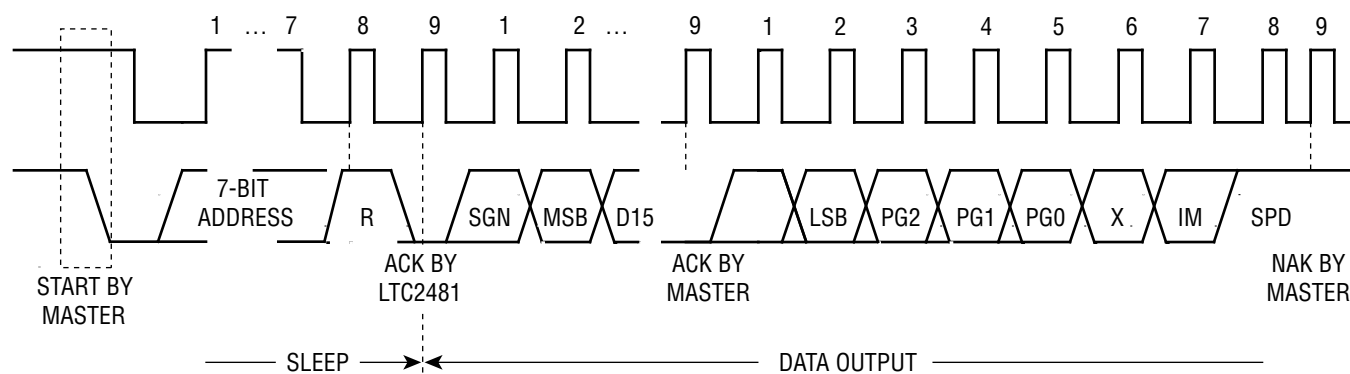 1 … 7 8 9 1 2 … 9 1 2 3 4 5 6 7 8 9
7-BIT
ADDRESS
R SGN MSB D15 LSB PG2 PG1 PG0 X IM SPD
START BY
MASTER
ACK BY
LTC2481
ACK BY
MASTER
NAK BY
MASTER
SLEEP DATA OUTPUT